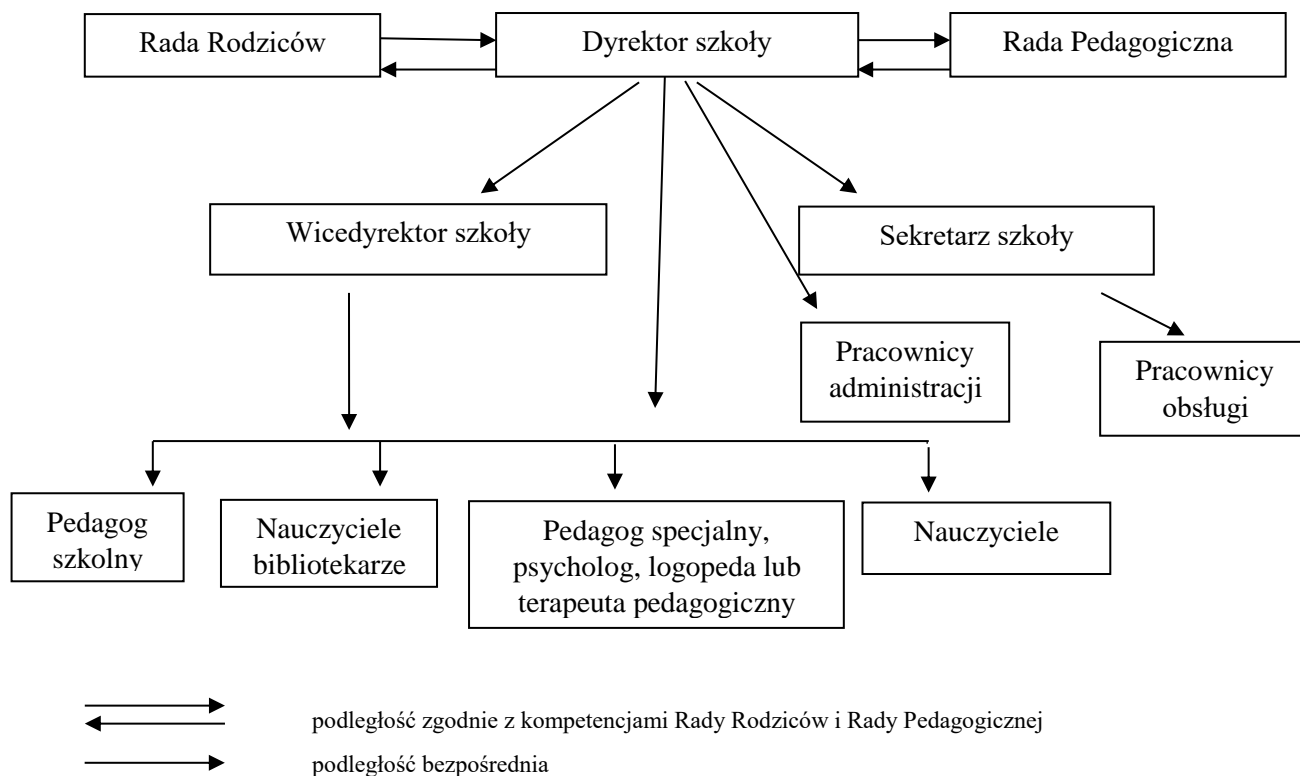 Rada Rodziców
Dyrektor szkoły
Rada Pedagogiczna
Wicedyrektor szkoły
Sekretarz szkoły
Pracownicy
administracji
Pracownicy
obsługi
Pedagog
szkolny
Nauczyciele
bibliotekarze
Pedagog specjalny,
psycholog, logopeda lub
terapeuta pedagogiczny
Nauczyciele
podległość zgodnie z kompetencjami Rady Rodziców i Rady Pedagogicznej
podległość bezpośrednia